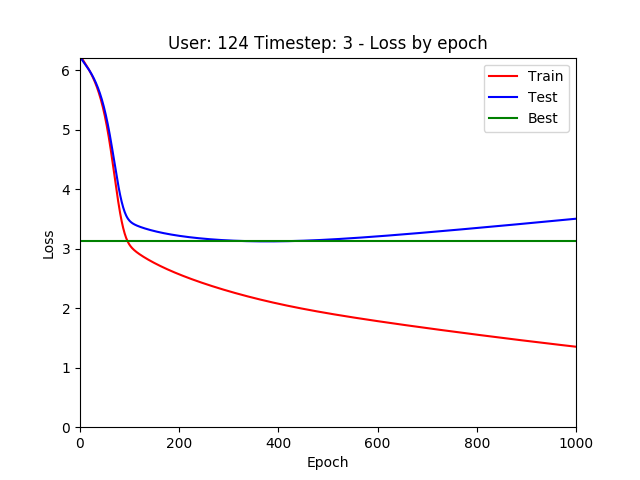 User: 124 Timestep: 3 - Loss by epoch
6
5
4
3
2
1
0
Loss
Train
Test
Best
0 200 400 600 800 1000
Epoch